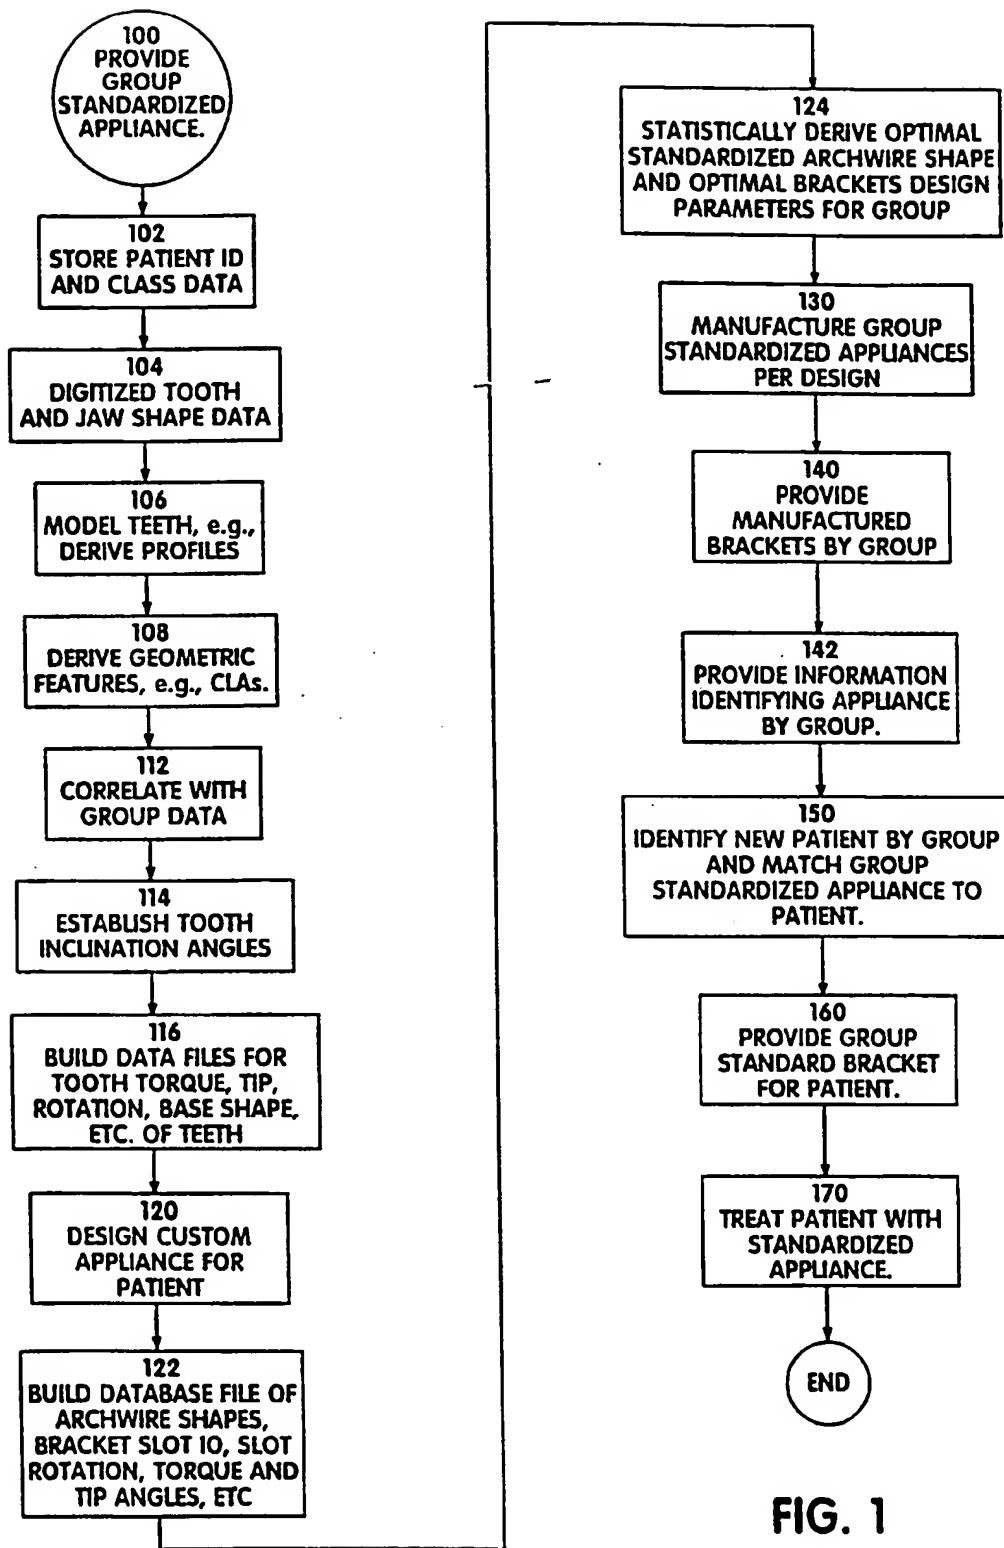 100
PROVIDE
GROUP
STANDARDIZED
APPLIANCE.
102
STORE PATIENT ID
AND CLASS DATA
104
DIGITIZED TOOTH
AND JAW SHAPE DATA
106
MODEL TEETH, e.g.,
DERIVE PROFILES
108
DERIVE GEOMETRIC
FEATURES, e.g., CLAs.
112
CORRELATE WITH
GROUP DATA
114
ESTABLISH TOOTH
INCLINATION ANGLES
116
BUILD DATA FILES FOR
TOOTH TORQUE, TIP,
ROTATION, BASE SHAPE,
ETC. OF TEETH
120
DESIGN CUSTOM
APPLIANCE FOR
PATIENT
122
BUILD DATABASE FILE OF
ARCHWIRE SHAPES,
BRACKET SLOT IO, SLOT
ROTATION, TORQUE AND
TIP ANGLES, ETC
124
STATISTICALLY DERIVE OPTIMAL
STANDARDIZED ARCHWIRE SHAPE
AND OPTIMAL BRACKETS DESIGN
PARAMETERS FOR GROUP
130
MANUFACTURE GROUP
STANDARDIZED APPLIANCES
PER DESIGN
140
PROVIDE
MANUFACTURED
BRACKETS BY GROUP
142
PROVIDE INFORMATION
IDENTIFYING APPLIANCE
BY GROUP.
150
IDENTIFY NEW PATIENT BY GROUP
AND MATCH GROUP
STANDARDIZED APPLIANCE TO
PATIENT.
160
PROVIDE GROUP
STANDARD BRACKET
FOR PATIENT.
170
TREAT PATIENT WITH
STANDARDIZED
APPLIANCE.
END
FIG. 1